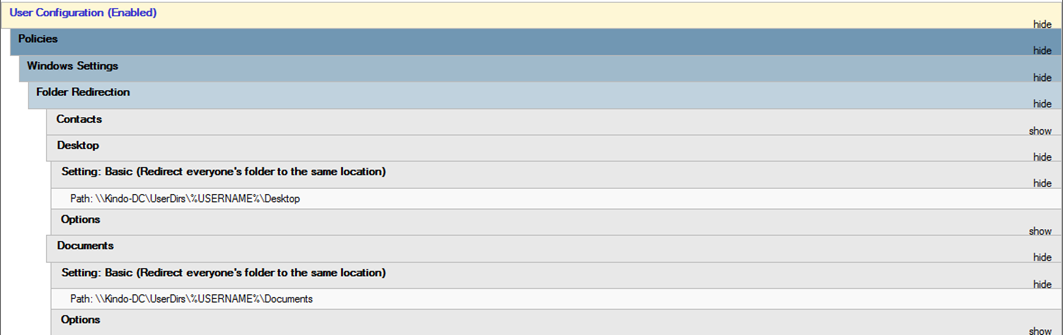 User Configuration (Enabled)
hide
Policies
hide
Windows Settings
hide
Folder Redirection
hide
Contacts
show
Desktop
hide
Setting: Basic (Redirect everyone's folder to the same location)
hide
Path: \\Kindo-DC\UserDirs\%USERNAME%\Desktop
Options
show
Documents
hide
Setting: Basic (Redirect everyone's folder to the same location)
hide
Path: \\Kindo-DC\UserDirs\%USERNAME%\Documents
Options
show